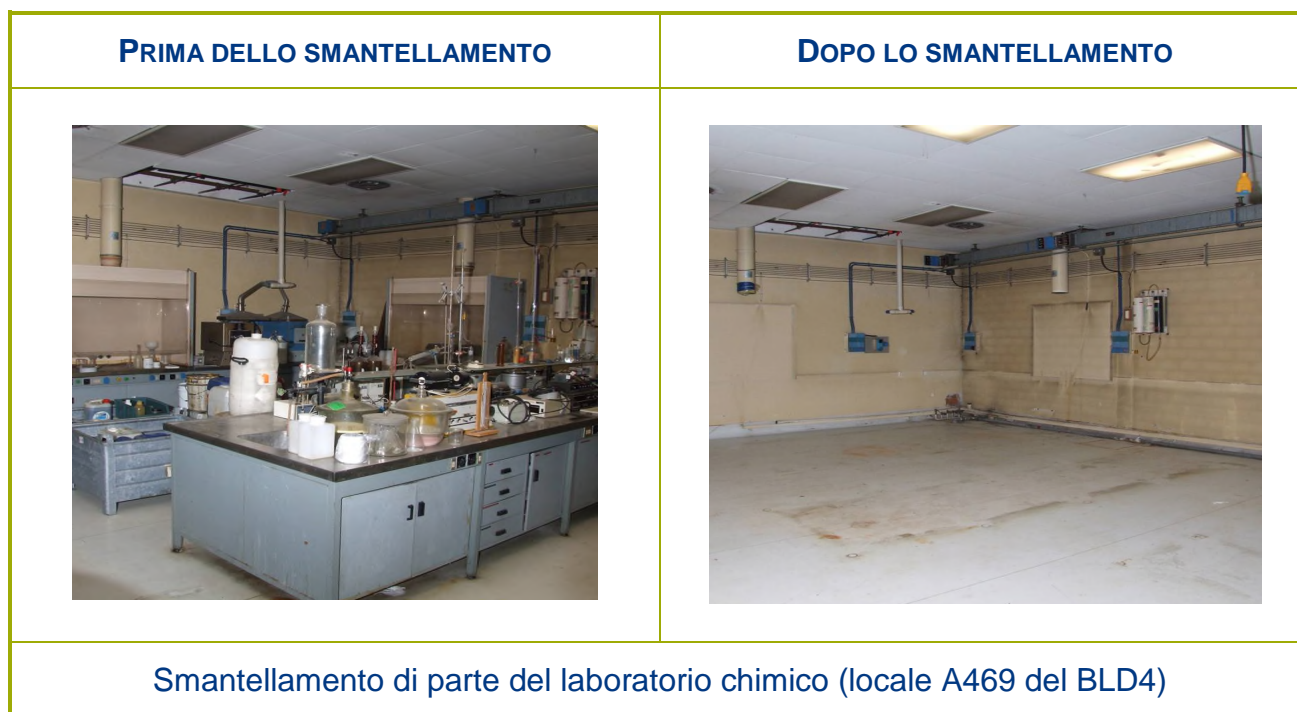 PRIMA DELLO SMANTELLAMENTO
DOPO LO SMANTELLAMENTO
Smantellamento di parte del laboratorio chimico (locale A469 del BLD4)